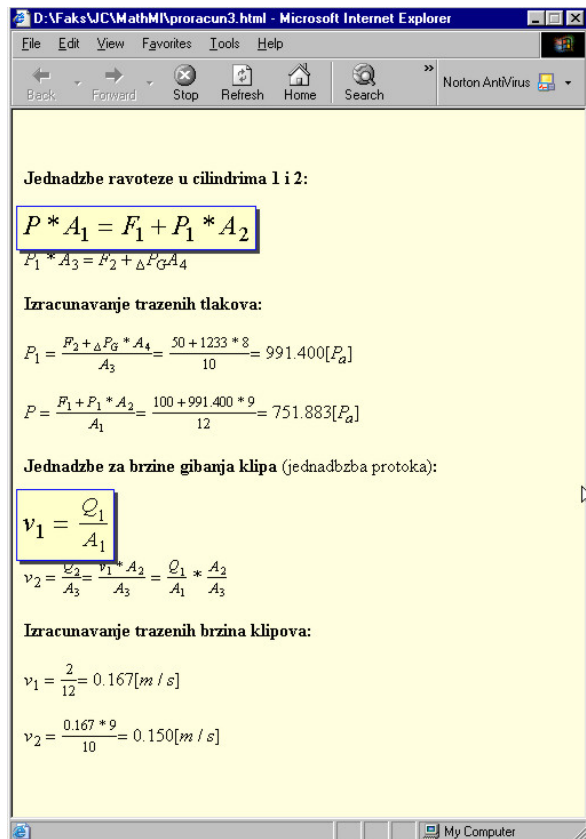 D:\Faks\JC\MathMl\proracun3.html - Microsoft Internet Explorer
File Edit View Favorites Tools Help
Back Forward Stop Refresh Home Search » Norton AntiVirus
Jednadzbe ravoteze u cilindrima 1 i 2:
P * A₁ = F₁ + P₁ * A₂
P₁ * A₃ = F₂ + ΔP_G A₄
Izracunavanje trazenih tlakova:
P₁ = (F₂ + ΔP_G * A₄)/A₃ = (50 + 1233 * 8)/10 = 991.400[Pₐ]
P = (F₁ + P₁ * A₂)/A₁ = (100 + 991.400 * 9)/12 = 751.883[Pₐ]
Jednadzbe za brzine gibanja klipa (jednadbzba protoka):
v₁ = Q₁/A₁
v₂ = Q₂/A₃ = (v₁ * A₂)/A₃ = Q₁/A₁ * A₂/A₃
Izracunavanje trazenih brzina klipova:
v₁ = 2/12 = 0.167[m / s]
v₂ = (0.167 * 9)/10 = 0.150[m / s]
My Computer